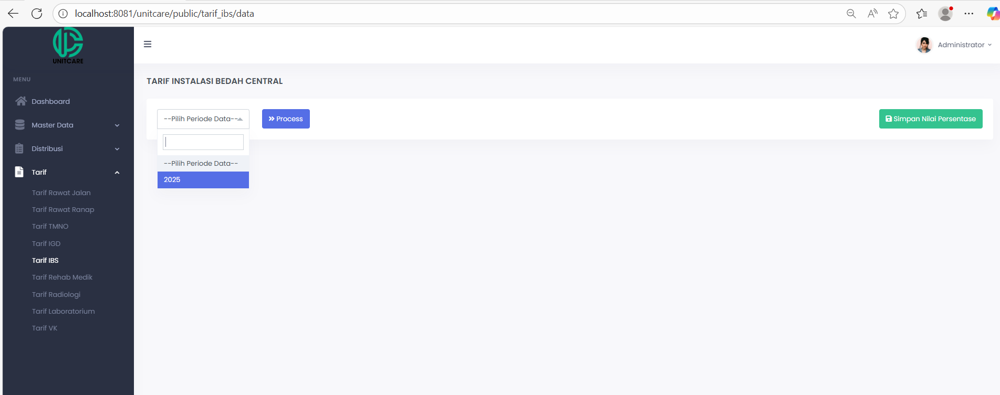 localhost:8081/unitcare/public/tarif_ibs/data
UNITCARE
Administrator
MENU
Dashboard
Master Data
Distribusi
Tarif
Tarif Rawat Jalan
Tarif Rawat Ranap
Tarif TMNO
Tarif IGD
Tarif IBS
Tarif Rehab Medik
Tarif Radiologi
Tarif Laboratorium
Tarif VK
TARIF INSTALASI BEDAH CENTRAL
--Pilih Periode Data--
Process
Simpan Nilai Persentase
--Pilih Periode Data--
2025